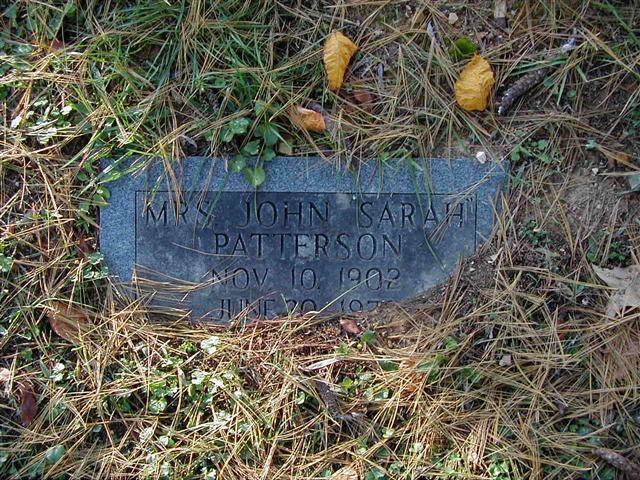 MRS JOHN "SARAH"
PATTERSON
NOV 10, 1902
JUNE 20